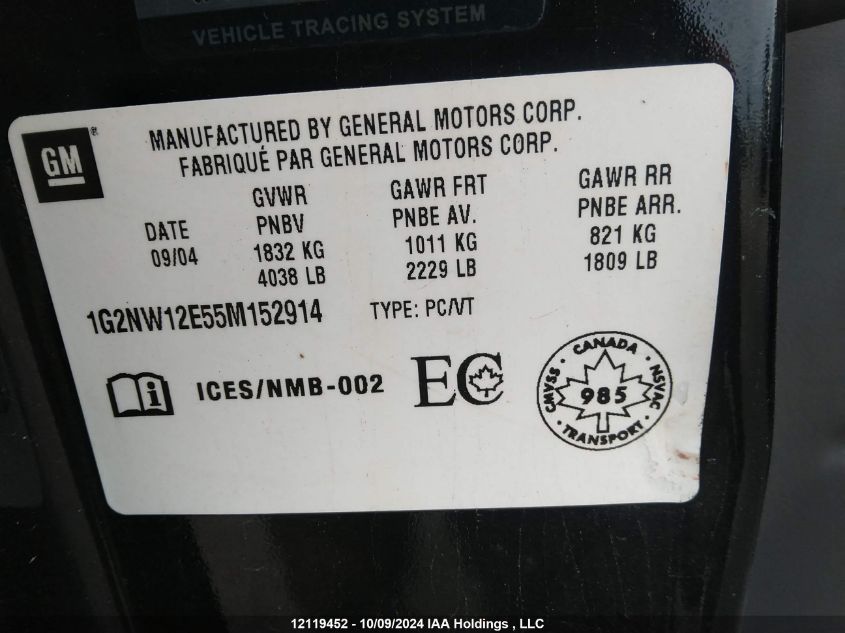 VEHICLE TRACING SYSTEM
GM ®
MANUFACTURED BY GENERAL MOTORS CORP.
FABRIQUÉ PAR GENERAL MOTORS CORP.
DATE
09/04
GVWR
PNBV
1832 KG
4038 LB
GAWR FRT
PNBE AV.
1011 KG
2229 LB
GAWR RR
PNBE ARR.
821 KG
1809 LB
1G2NW12E55M152914 TYPE: PC/VT
i ICES/NMB-002 EC
CANADA
CMVSS 985 NSVAC
TRANSPORT
12119452 - 10/09/2024 IAA Holdings , LLC